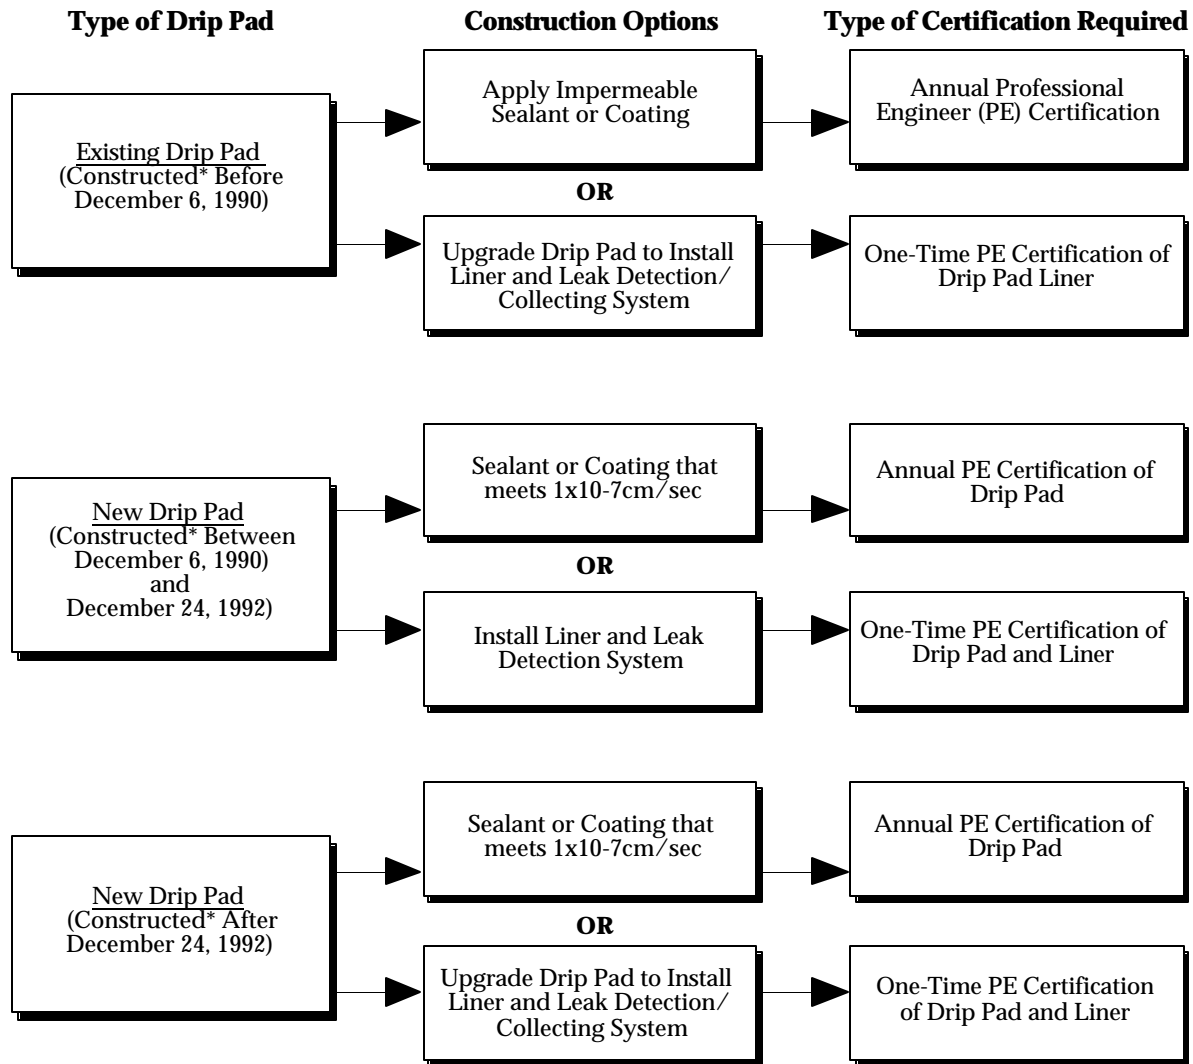 Type of Drip Pad
Construction Options
Type of Certification Required
Existing Drip Pad
(Constructed* Before
December 6, 1990)
Apply Impermeable
Sealant or Coating
Annual Professional
Engineer (PE) Certification
OR
Upgrade Drip Pad to Install
Liner and Leak Detection/
Collecting System
One-Time PE Certification of
Drip Pad Liner
New Drip Pad
(Constructed* Between
December 6, 1990)
and
December 24, 1992)
Sealant or Coating that
meets 1x10-7cm/sec
Annual PE Certification of
Drip Pad
OR
Install Liner and Leak
Detection System
One-Time PE Certification of
Drip Pad and Liner
New Drip Pad
(Constructed* After
December 24, 1992)
Sealant or Coating that
meets 1x10-7cm/sec
Annual PE Certification of
Drip Pad
OR
Upgrade Drip Pad to Install
Liner and Leak Detection/
Collecting System
One-Time PE Certification
of Drip Pad and Liner